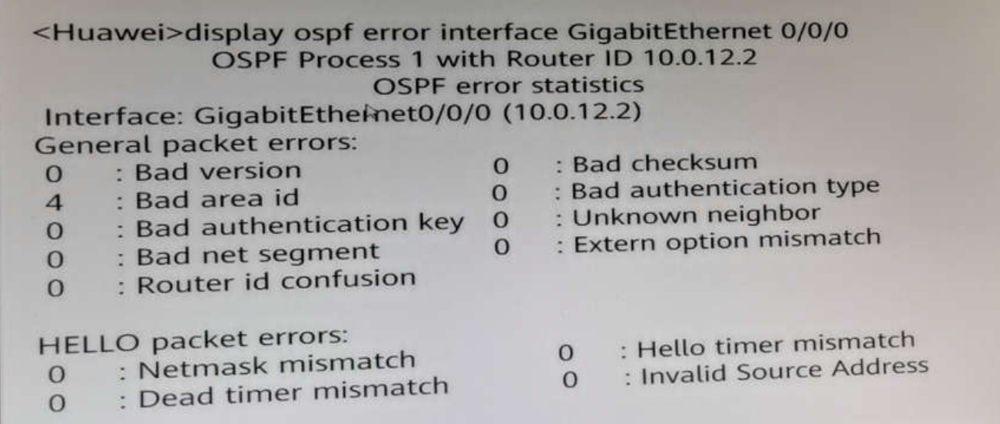 <Huawei>display ospf error interface GigabitEthernet 0/0/0
OSPF Process 1 with Router ID 10.0.12.2
OSPF error statistics
Interface: GigabitEthernet0/0/0 (10.0.12.2)
General packet errors:
0 : Bad version 0 : Bad checksum
4 : Bad area id 0 : Bad authentication type
0 : Bad authentication key 0 : Unknown neighbor
0 : Bad net segment 0 : Extern option mismatch
0 : Router id confusion
HELLO packet errors:
0 : Netmask mismatch 0 : Hello timer mismatch
0 : Dead timer mismatch 0 : Invalid Source Address